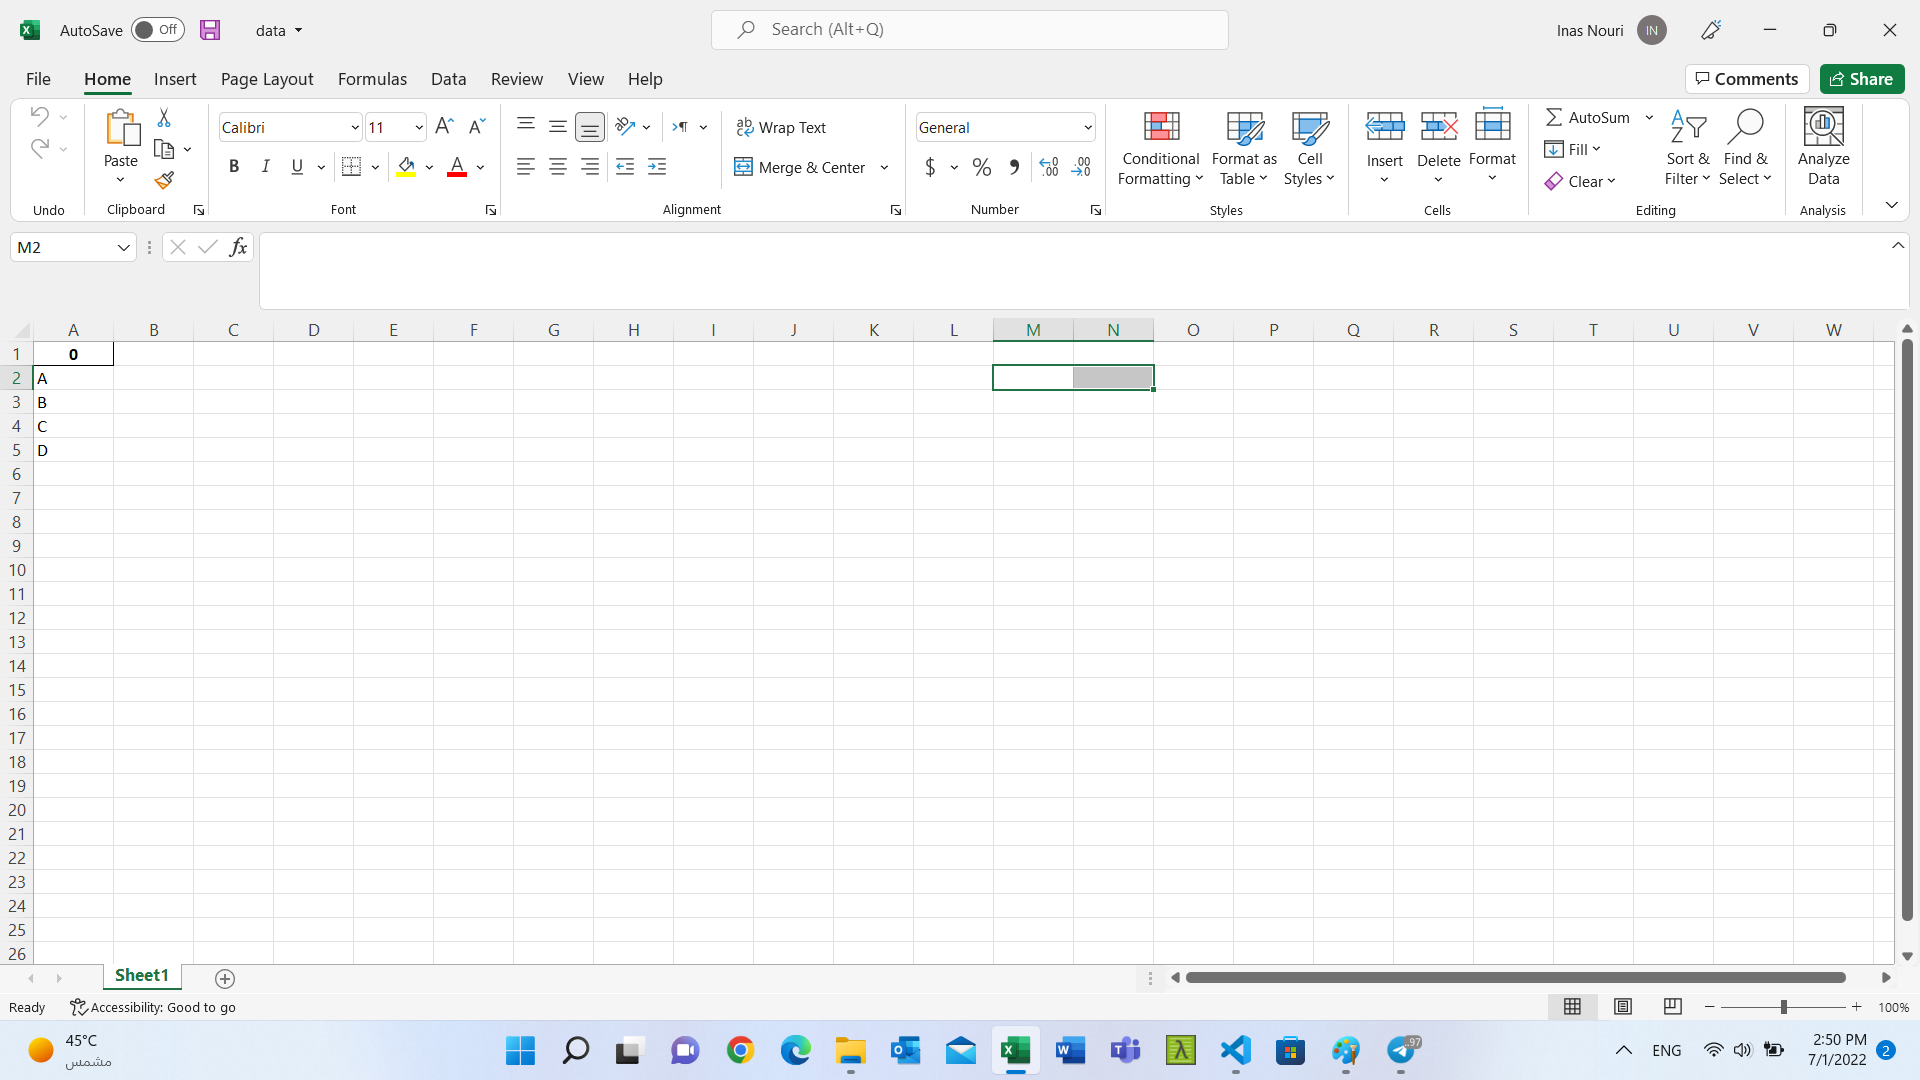 AutoSave Off data Search (Alt+Q) Inas Nouri IN
File Home Insert Page Layout Formulas Data Review View Help Comments Share
Calibri 11 Wrap Text General AutoSum
Paste Conditional Formatting Format as Table Cell Styles Insert Delete Format Fill Sort & Filter Find & Select Analyze Data
B I U A Merge & Center $ % Clear
Undo Clipboard Font Alignment Number Styles Cells Editing Analysis
M2 fx
A B C D E F G H I J K L M N O P Q R S T U V W
1 0
2 A
3 B
4 C
5 D
6
7
8
9
10
11
12
13
14
15
16
17
18
19
20
21
22
23
24
25
26
Sheet1
Ready Accessibility: Good to go 100%
45°C 2:50 PM
مشمس ENG 7/1/2022 2